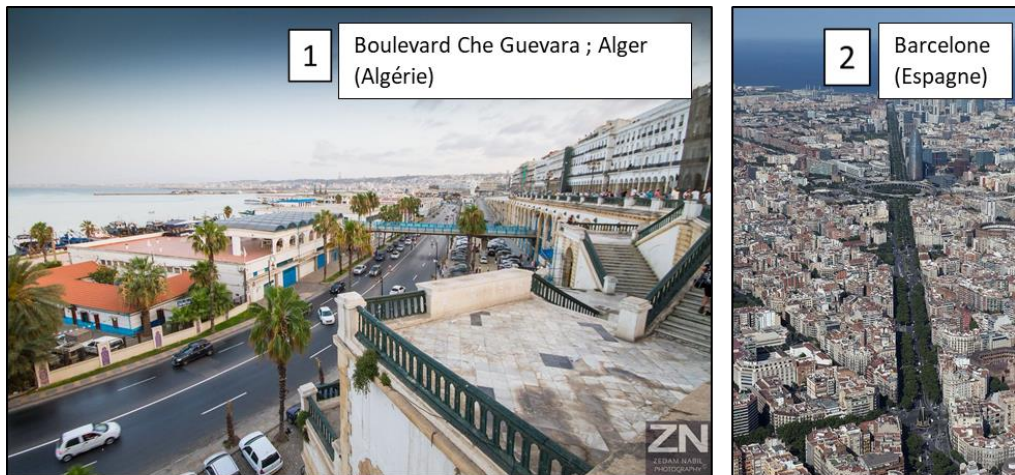 1
Boulevard Che Guevara ; Alger
(Algérie)
2
Barcelone
(Espagne)
ZN
ZEDAM NABIL
PHOTOGRAPHY